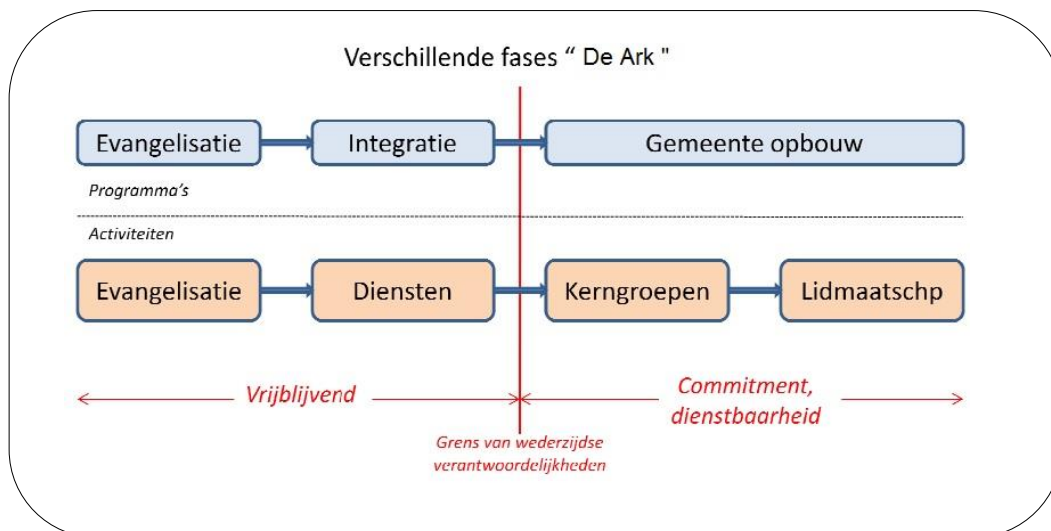 Verschillende fases “ De Ark "
Evangelisatie
Integratie
Gemeente opbouw
Programma's
Activiteiten
Evangelisatie
Diensten
Kerngroepen
Lidmaatschp
Vrijblijvend
Commitment,
dienstbaarheid
Grens van wederzijdse
verantwoordelijkheden